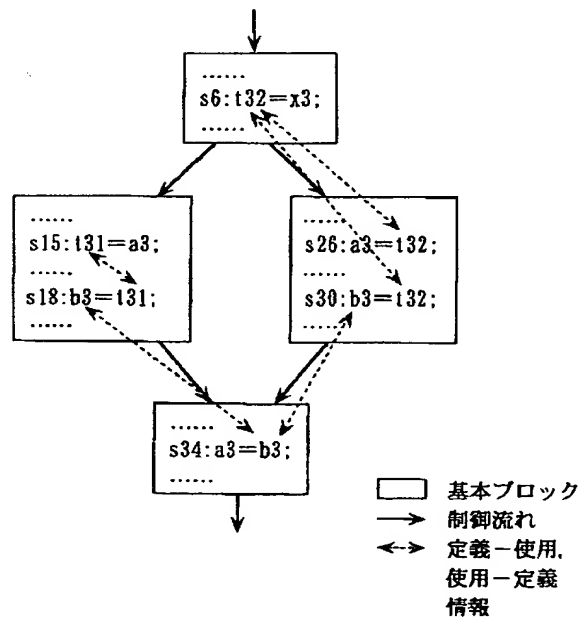 ......
s6:t32=x3;
......
......
s15:t31=a3;
......
s18:b3=t31;
......
......
s26:a3=t32;
......
s30:b3=t32;
......
......
s34:a3=b3;
......
基本ブロック
制御流れ
定義－使用,
使用－定義
情報